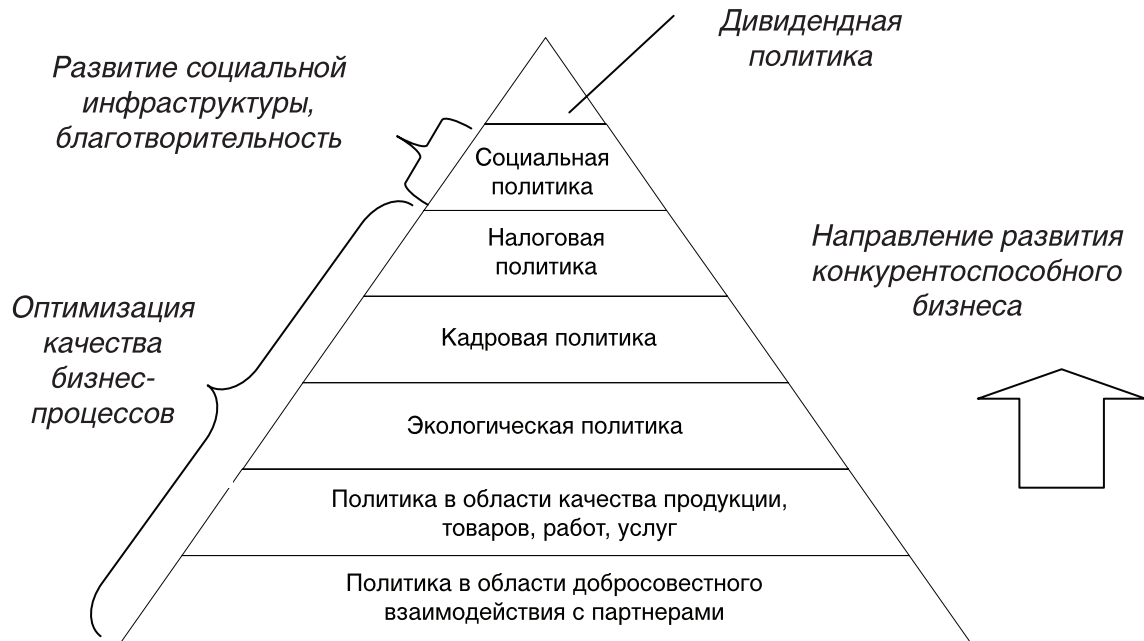 Дивидендная
политика
Развитие социальной
инфраструктуры,
благотворительность
Социальная
политика
Налоговая
политика
Направление развития
конкурентоспособного
бизнеса
Оптимизация
качества
бизнес-
процессов
Кадровая политика
Экологическая политика
Политика в области качества продукции,
товаров, работ, услуг
Политика в области добросовестного
взаимодействия с партнерами